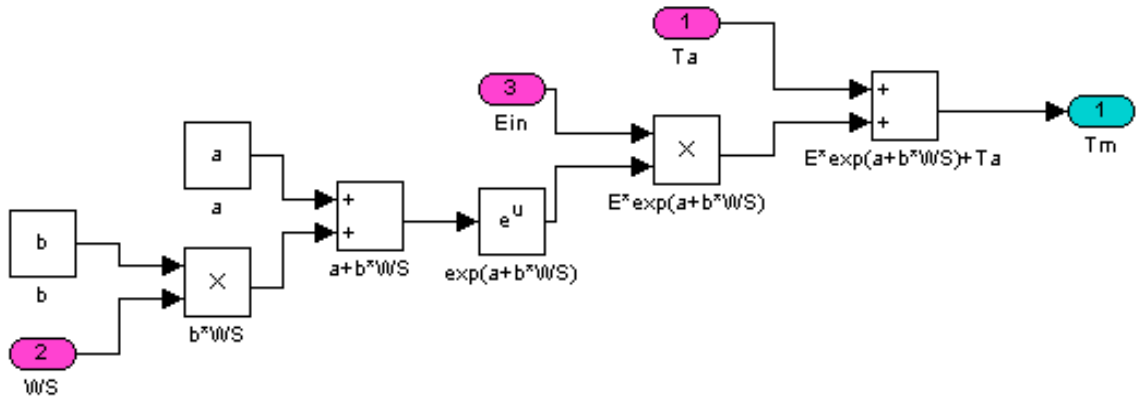 1
Ta
3
Ein
+
+
1
Tm
E*exp(a+b*WS)+Ta
a
a
×
E*exp(a+b*WS)
+
+
e^u
b
b
a+b*WS
exp(a+b*WS)
×
b*WS
2
WS